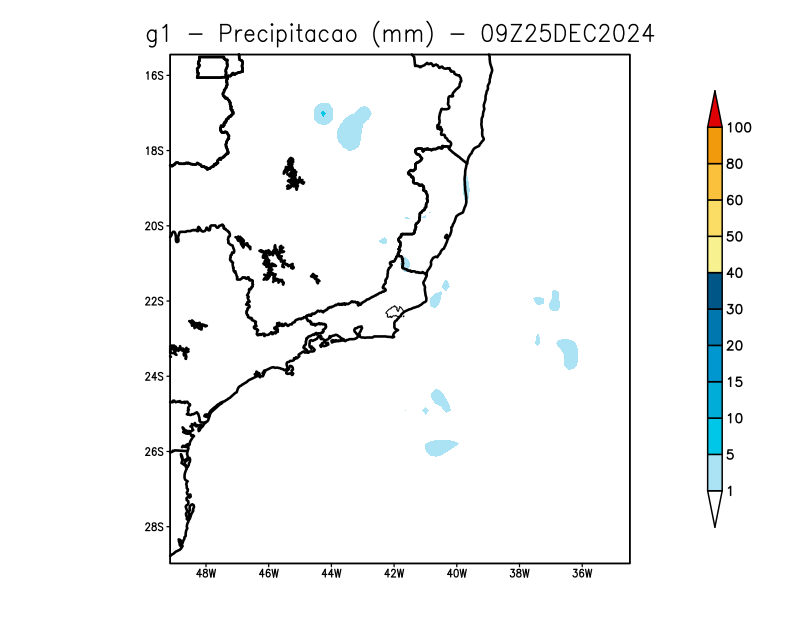 g1 – Precipitacao (mm) – 09Z25DEC2024
16S
18S
20S
22S
24S
26S
28S
48W 46W 44W 42W 40W 38W 36W
100
80
60
50
40
30
20
15
10
5
1